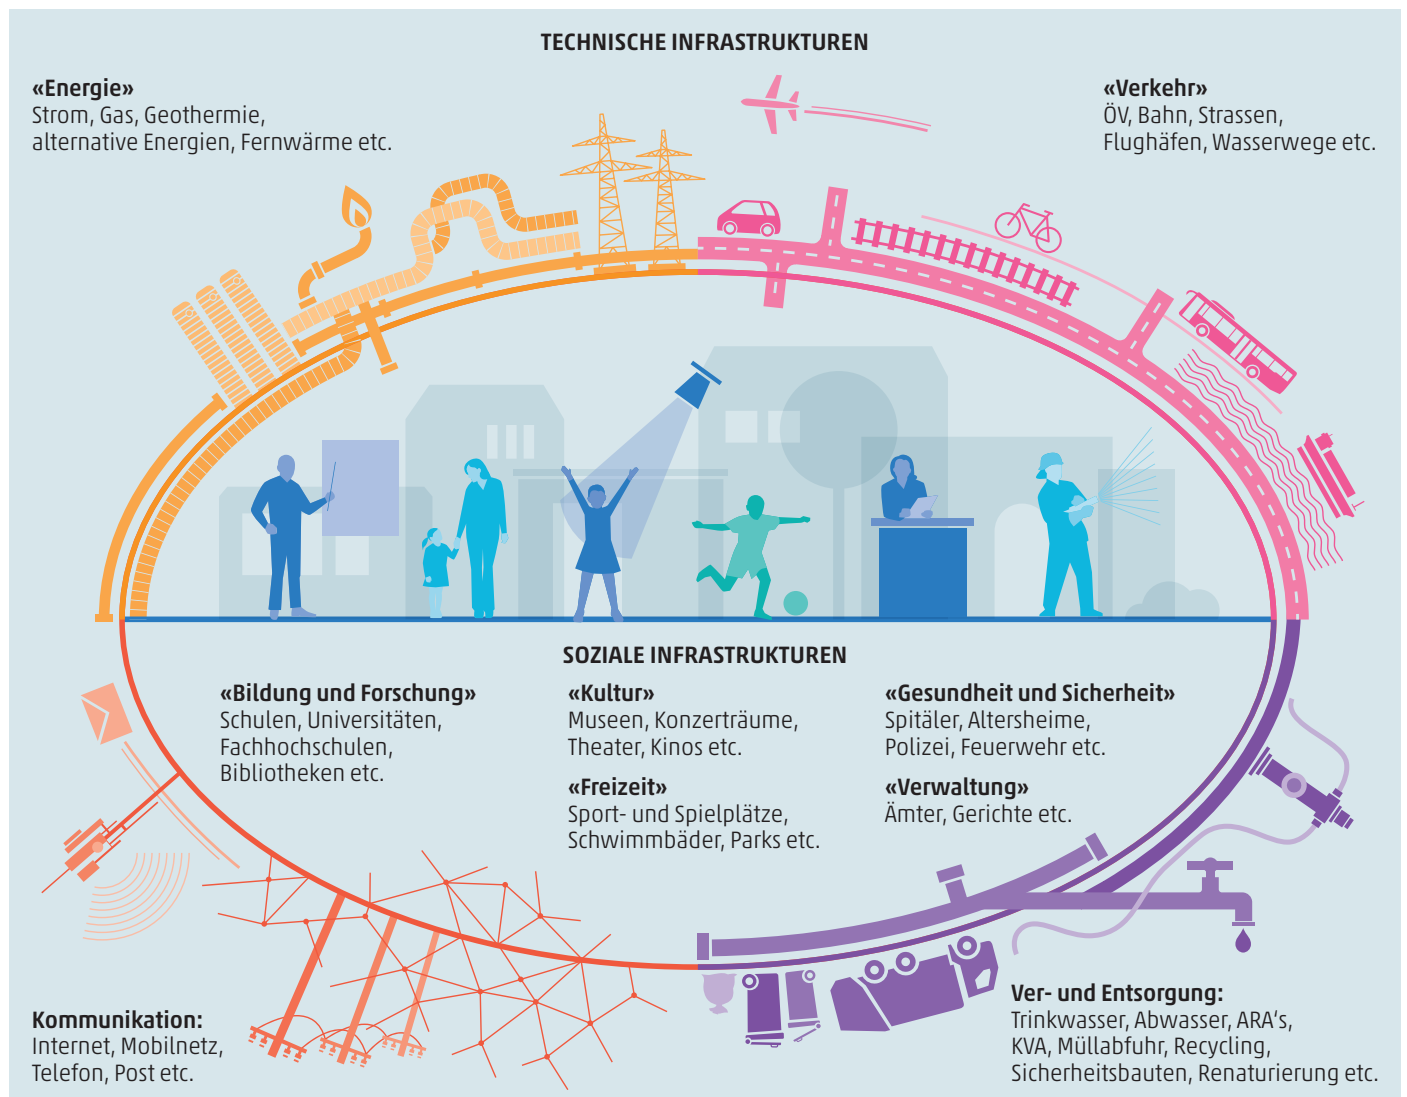 TECHNISCHE INFRASTRUKTUREN
«Energie»
Strom, Gas, Geothermie,
alternative Energien, Fernwärme etc.
«Verkehr»
ÖV, Bahn, Strassen,
Flughäfen, Wasserwege etc.
SOZIALE INFRASTRUKTUREN
«Bildung und Forschung»
Schulen, Universitäten,
Fachhochschulen,
Bibliotheken etc.
«Kultur»
Museen, Konzerträume,
Theater, Kinos etc.
«Freizeit»
Sport- und Spielplätze,
Schwimmbäder, Parks etc.
«Gesundheit und Sicherheit»
Spitäler, Altersheime,
Polizei, Feuerwehr etc.
«Verwaltung»
Ämter, Gerichte etc.
Kommunikation:
Internet, Mobilnetz,
Telefon, Post etc.
Ver- und Entsorgung:
Trinkwasser, Abwasser, ARA‘s,
KVA, Müllabfuhr, Recycling,
Sicherheitsbauten, Renaturierung etc.